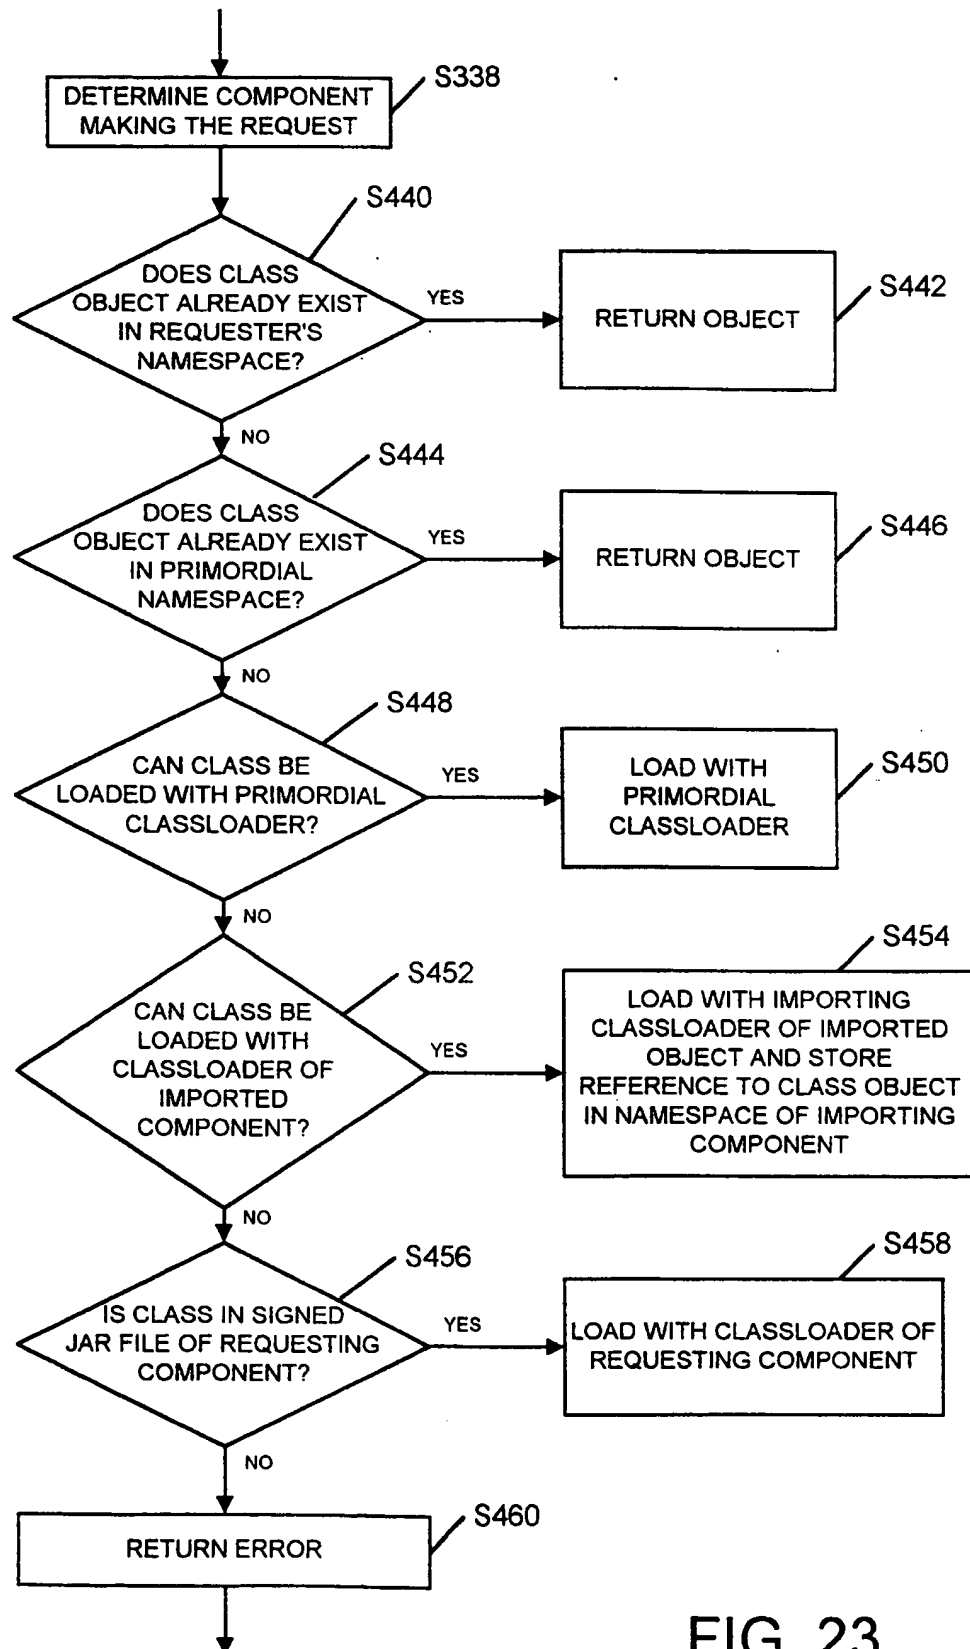 S338
DETERMINE COMPONENT
MAKING THE REQUEST
S440
DOES CLASS
OBJECT ALREADY EXIST
IN REQUESTER'S
NAMESPACE?
YES
S442
RETURN OBJECT
NO
S444
DOES CLASS
OBJECT ALREADY EXIST
IN PRIMORDIAL
NAMESPACE?
YES
S446
RETURN OBJECT
NO
S448
CAN CLASS BE
LOADED WITH PRIMORDIAL
CLASSLOADER?
YES
S450
LOAD WITH
PRIMORDIAL
CLASSLOADER
NO
S452
CAN CLASS BE
LOADED WITH
CLASSLOADER OF
IMPORTED
COMPONENT?
YES
S454
LOAD WITH IMPORTING
CLASSLOADER OF IMPORTED
OBJECT AND STORE
REFERENCE TO CLASS OBJECT
IN NAMESPACE OF IMPORTING
COMPONENT
NO
S456
IS CLASS IN SIGNED
JAR FILE OF REQUESTING
COMPONENT?
YES
S458
LOAD WITH CLASSLOADER OF
REQUESTING COMPONENT
NO
S460
RETURN ERROR
FIG. 23